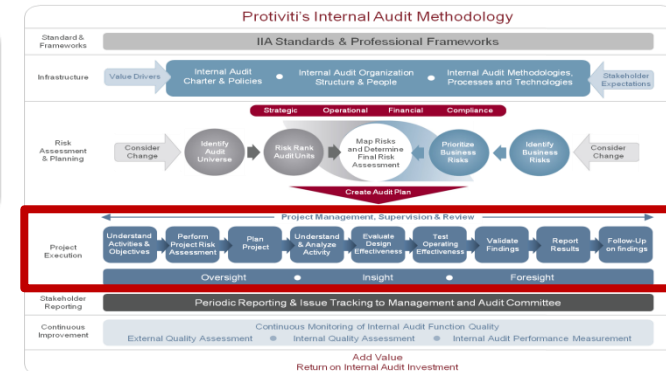 Protiviti's Internal Audit Methodology
Standard &
Frameworks
IIA Standards & Professional Frameworks
Infrastructure
Value Drivers
Internal Audit
Charter & Policies
Internal Audit Organization
Structure & People
Internal Audit Methodologies,
Processes and Technologies
Stakeholder
Expectations
Strategic Operational Financial Compliance
Risk
Assessment
& Planning
Consider
Change
Identify
Audit
Universe
Risk Rank
Audit Units
Map Risks
and Determine
Final Risk
Assessment
Prioritize
Business
Risks
Identify
Business
Risks
Consider
Change
Create Audit Plan
Project Management, Supervision & Review
Project
Execution
Understand
Activities &
Objectives
Perform
Project Risk
Assessment
Plan
Project
Understand
& Analyze
Activity
Evaluate
Design
Effectiveness
Test
Operating
Effectiveness
Validate
Findings
Report
Results
Follow-Up
on findings
Oversight Insight Foresight
Stakeholder
Reporting
Periodic Reporting & Issue Tracking to Management and Audit Committee
Continuous
Improvement
Continuous Monitoring of Internal Audit Function Quality
External Quality Assessment Internal Quality Assessment Internal Audit Performance Measurement
Add Value
Return on Internal Audit Investment